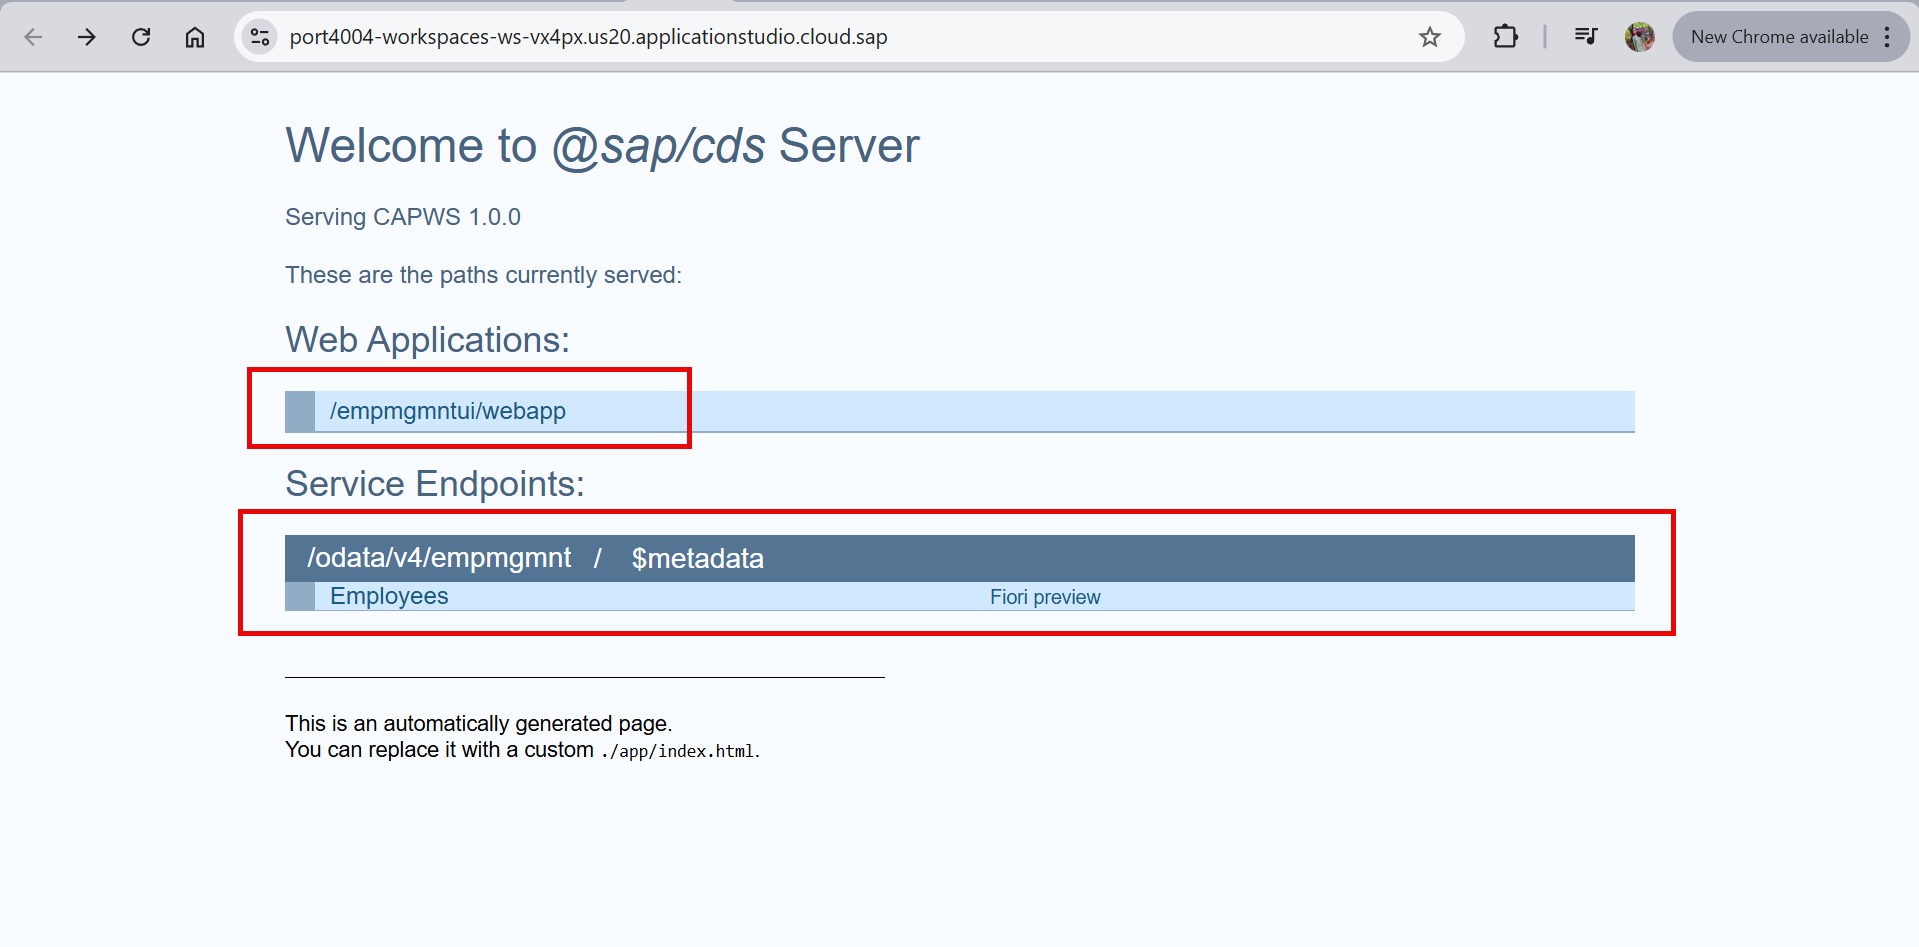 port4004-workspaces-ws-vx4px.us20.applicationstudio.cloud.sap
New Chrome available
Welcome to @sap/cds Server
Serving CAPWS 1.0.0
These are the paths currently served:
Web Applications:
/empmgmntui/webapp
Service Endpoints:
/odata/v4/empmgmnt / $metadata
Employees Fiori preview
This is an automatically generated page.
You can replace it with a custom ./app/index.html.